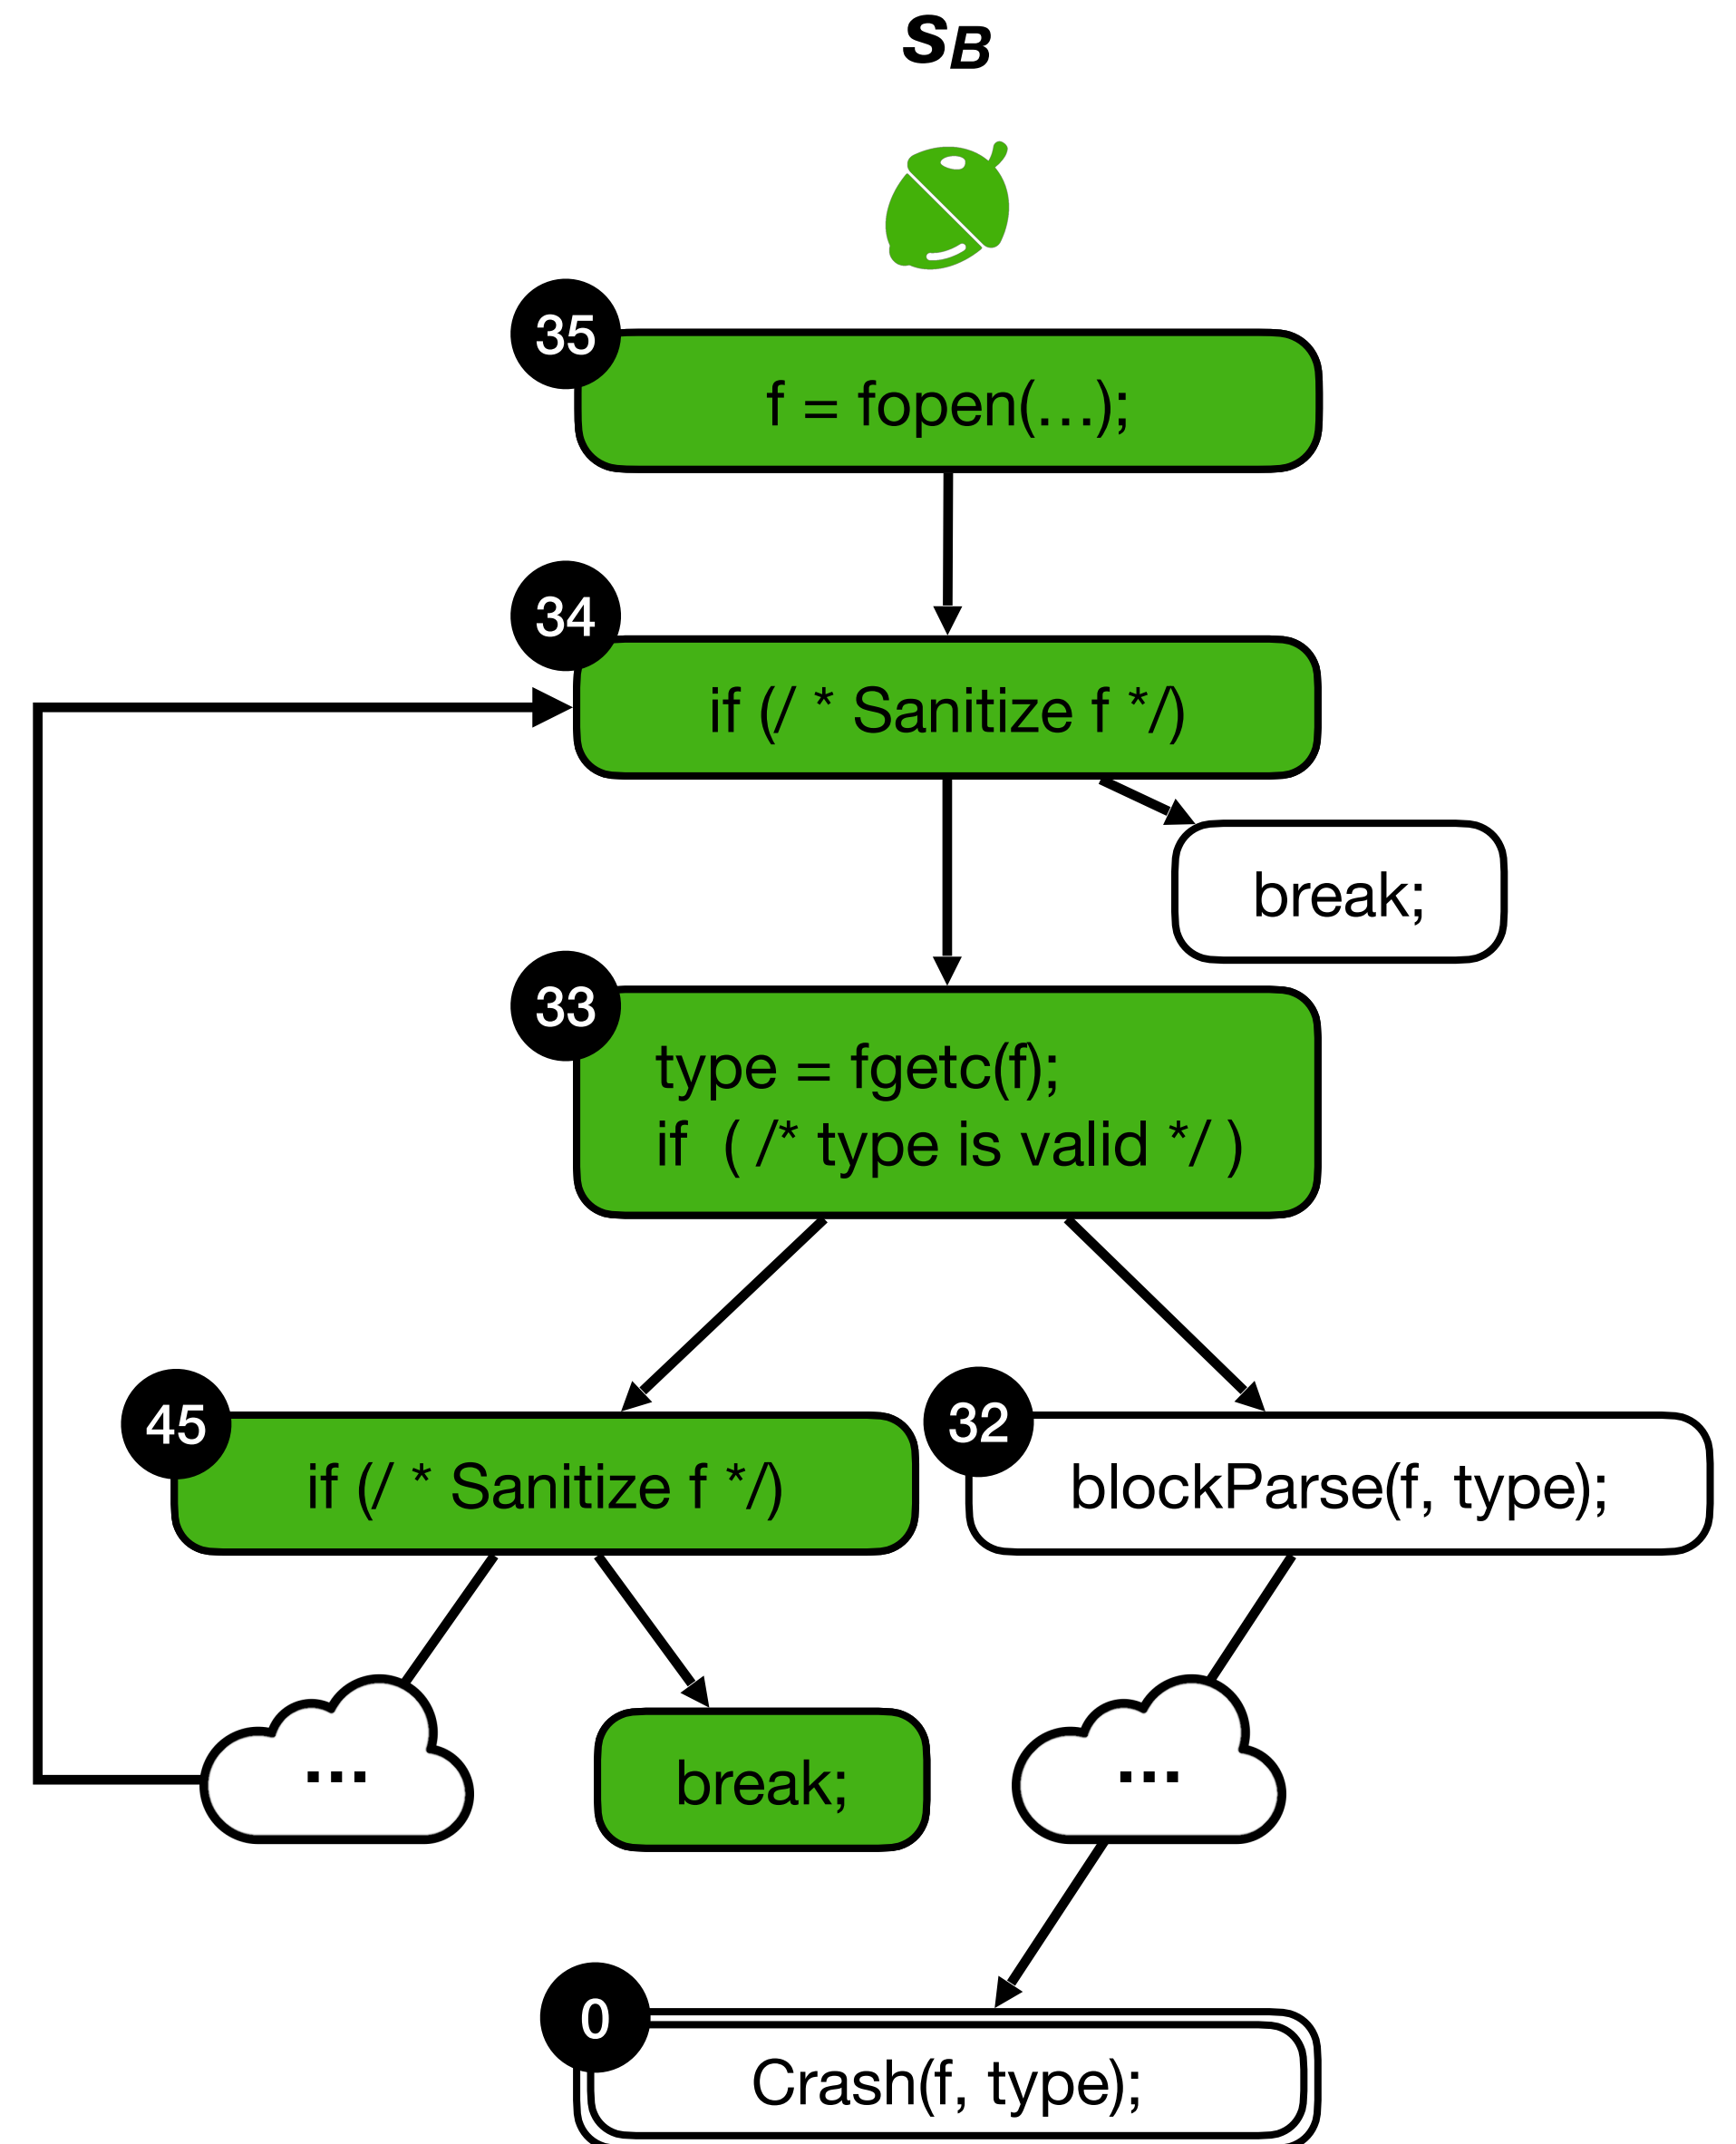 sB
35
f = fopen(...);
34
if (/ * Sanitize f */)
break;
33
type = fgetc(f);
if ( /* type is valid */ )
45
if (/ * Sanitize f */)
32
blockParse(f, type);
...
break;
...
0
Crash(f, type);